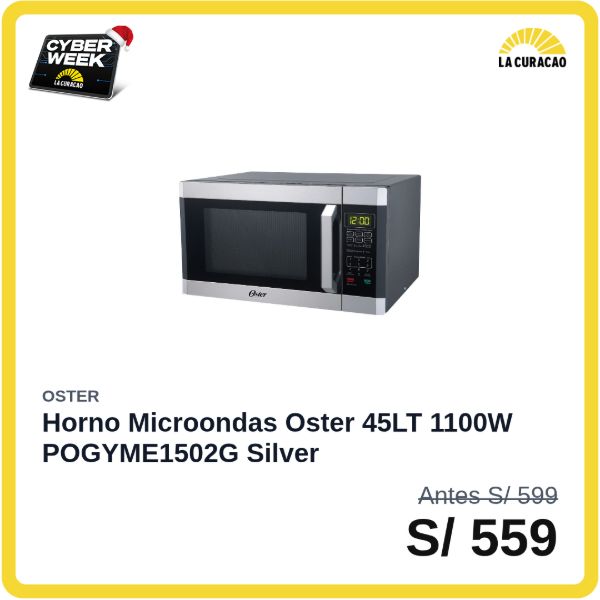 CYBER
WEEK
LA CURACAO
LA CURACAO
12:00
Oster
OSTER
Horno Microondas Oster 45LT 1100W
POGYME1502G Silver
Antes S/ 599
S/ 559